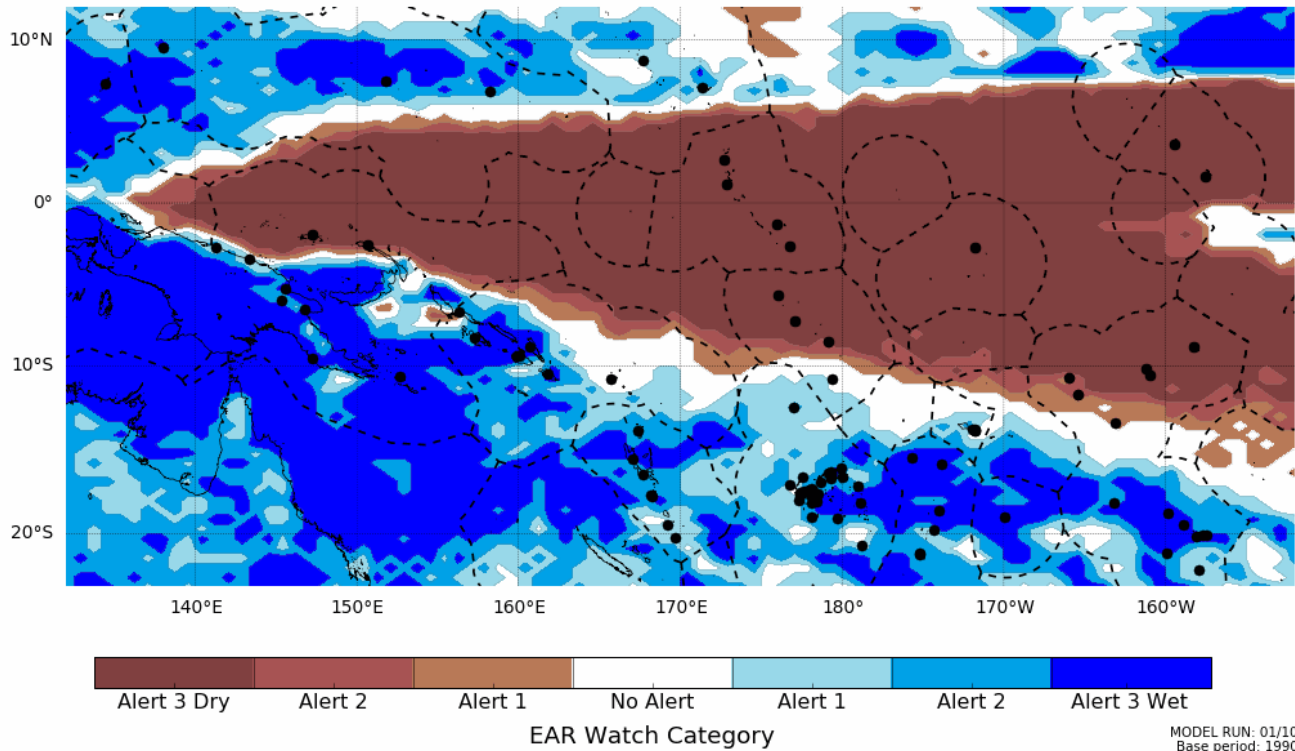 10°N
0°
10°S
20°S
140°E 150°E 160°E 170°E 180° 170°W 160°W
Alert 3 Dry Alert 2 Alert 1 No Alert Alert 1 Alert 2 Alert 3 Wet
EAR Watch Category
MODEL RUN: 01/10
Base period: 1990